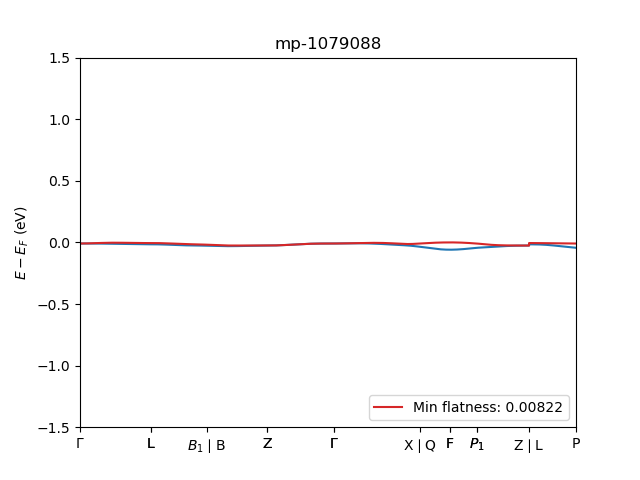 mp-1079088
1.5
1.0
0.5
0.0
−0.5
−1.0
−1.5
E − E_F (eV)
Γ L B₁ | B Z Γ X | Q F P₁ Z | L P
Min flatness: 0.00822